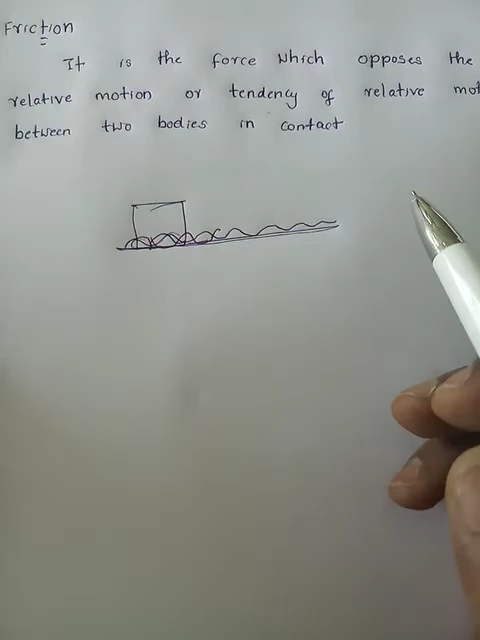 Friction
It is the force which opposes the
relative motion or tendency of relative mot
between two bodies in contact